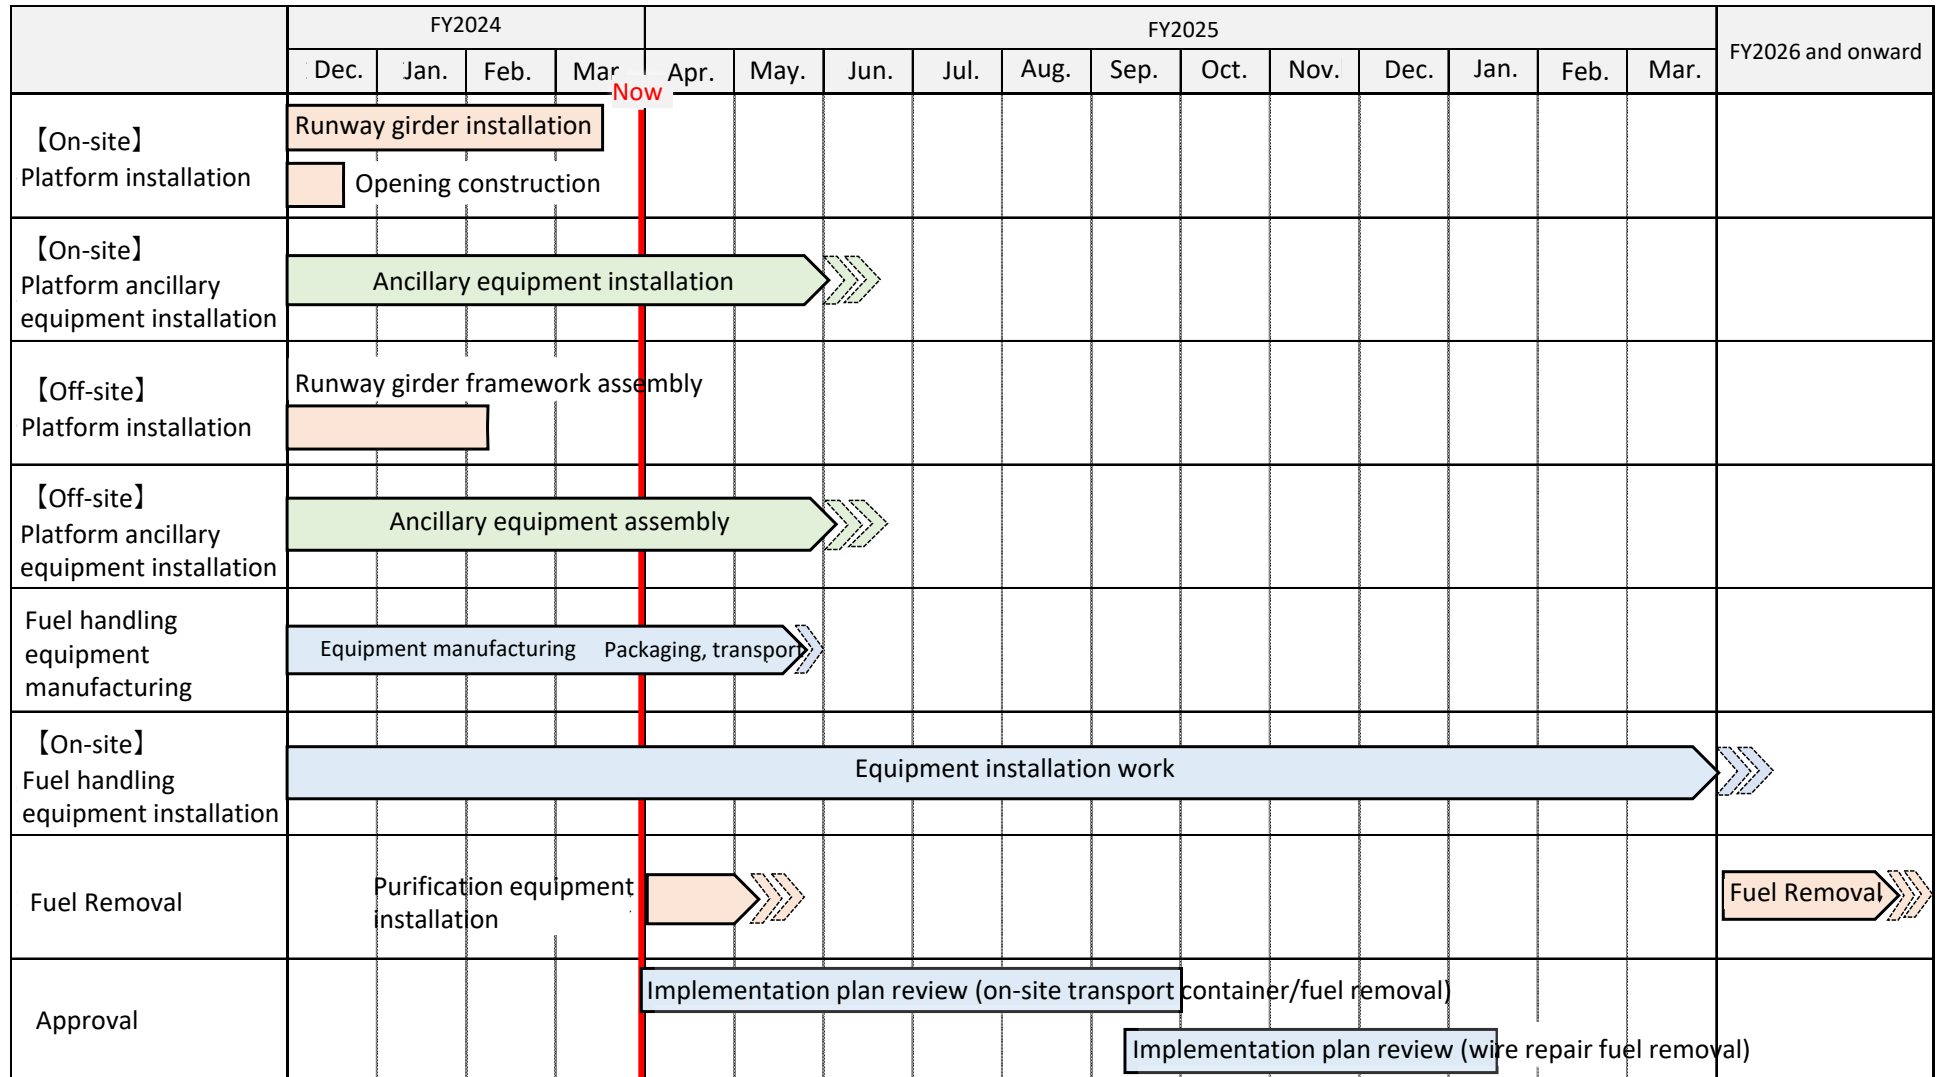 FY2024
FY2025
FY2026 and onward
Dec.
Jan.
Feb.
Mar.
Apr.
May.
Jun.
Jul.
Aug.
Sep.
Oct.
Nov.
Dec.
Jan.
Feb.
Mar.
Now
【On-site】
Platform installation
Runway girder installation
Opening construction
【On-site】
Platform ancillary
equipment installation
Ancillary equipment installation
【Off-site】
Platform installation
Runway girder framework assembly
【Off-site】
Platform ancillary
equipment installation
Ancillary equipment assembly
Fuel handling
equipment
manufacturing
Equipment manufacturing
Packaging, transport
【On-site】
Fuel handling
equipment installation
Equipment installation work
Fuel Removal
Purification equipment
installation
Fuel Removal
Approval
Implementation plan review (on-site transport container/fuel removal)
Implementation plan review (wire repair fuel removal)